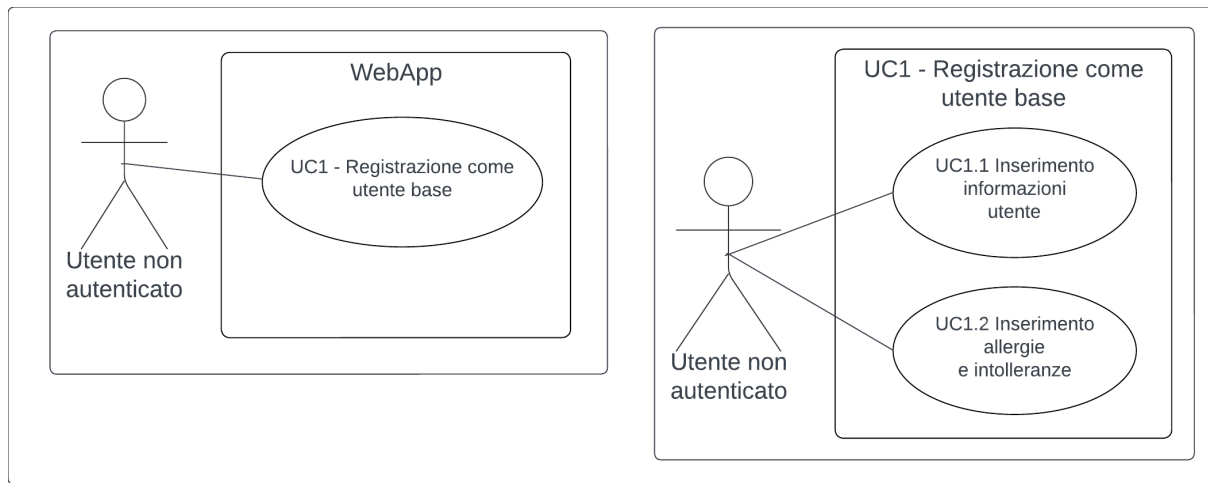 WebApp
UC1 - Registrazione come
utente base
Utente non
autenticato
UC1 - Registrazione come
utente base
UC1.1 Inserimento
informazioni
utente
UC1.2 Inserimento
allergie
e intolleranze
Utente non
autenticato